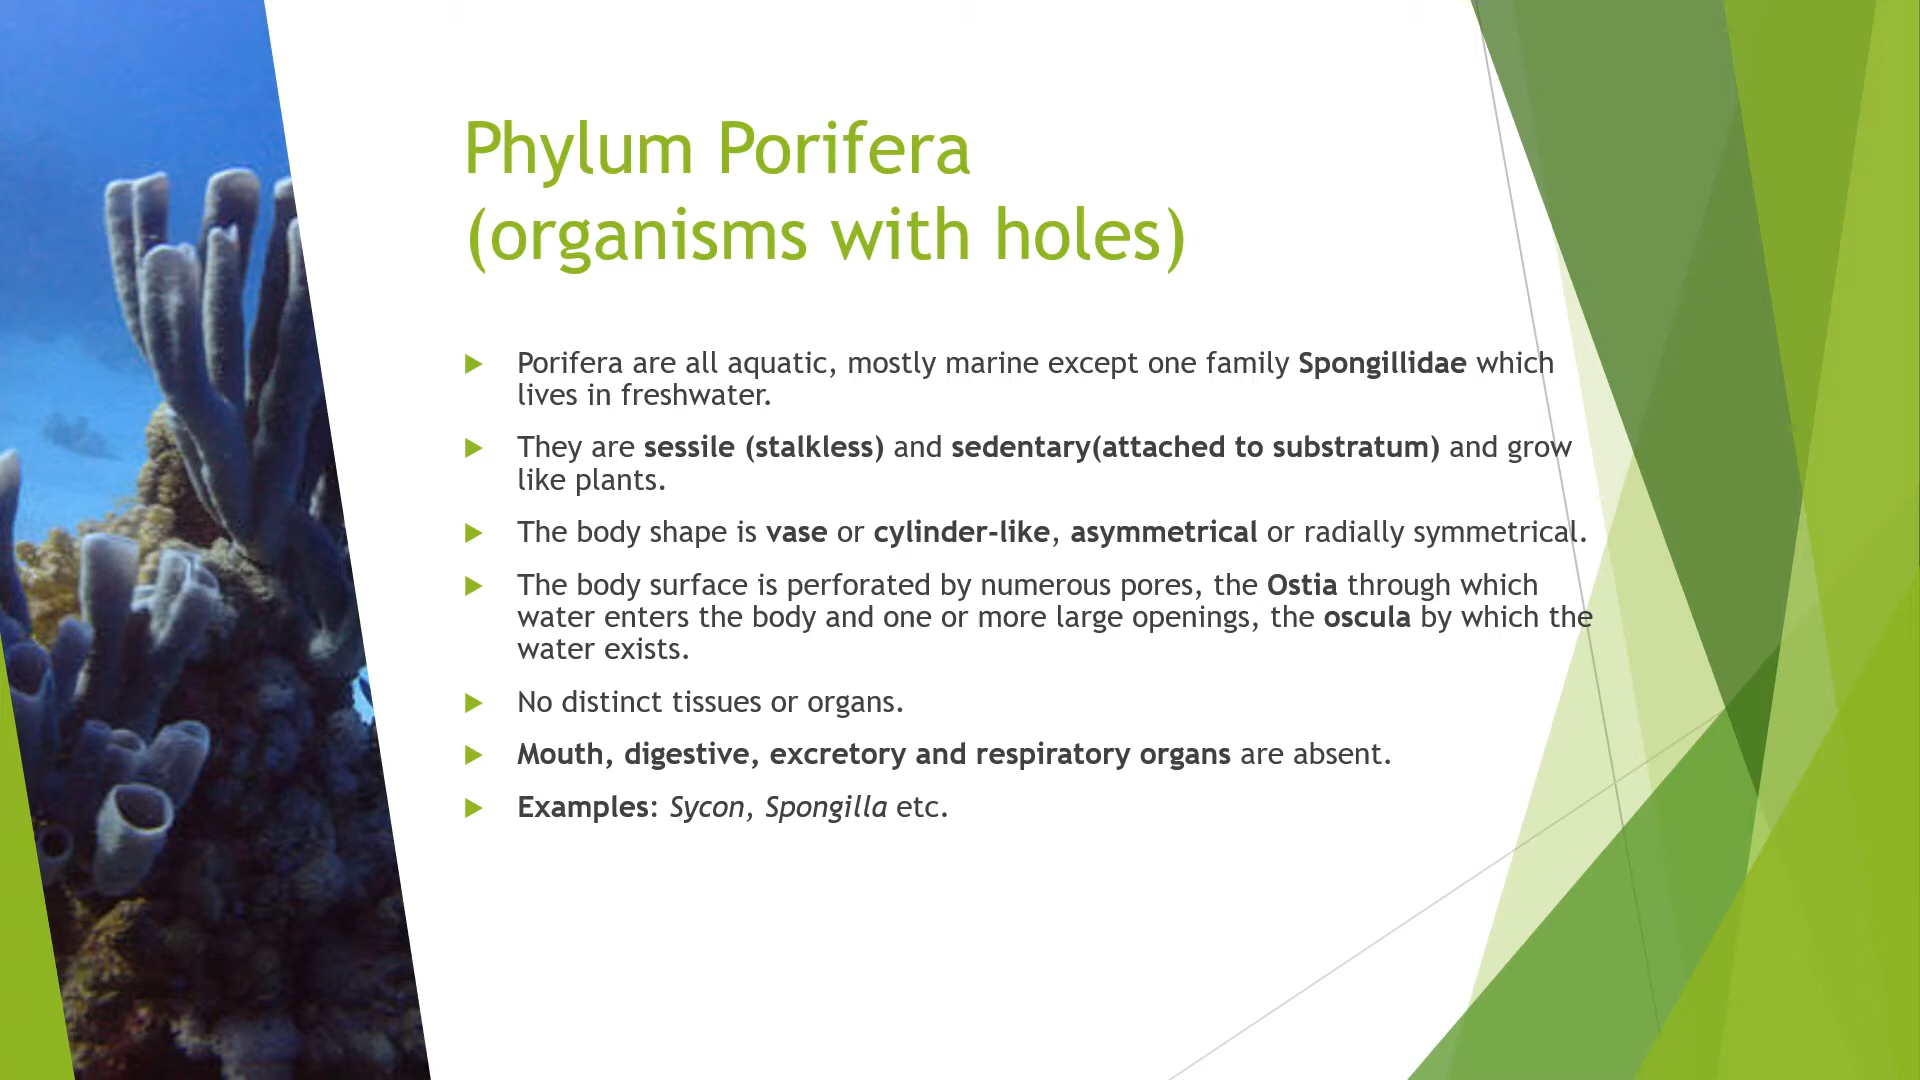 Phylum Porifera
(organisms with holes)
Porifera are all aquatic, mostly marine except one family Spongillidae which
lives in freshwater.
They are sessile (stalkless) and sedentary(attached to substratum) and grow
like plants.
The body shape is vase or cylinder-like, asymmetrical or radially symmetrical.
The body surface is perforated by numerous pores, the Ostia through which
water enters the body and one or more large openings, the oscula by which the
water exists.
No distinct tissues or organs.
Mouth, digestive, excretory and respiratory organs are absent.
Examples: Sycon, Spongilla etc.